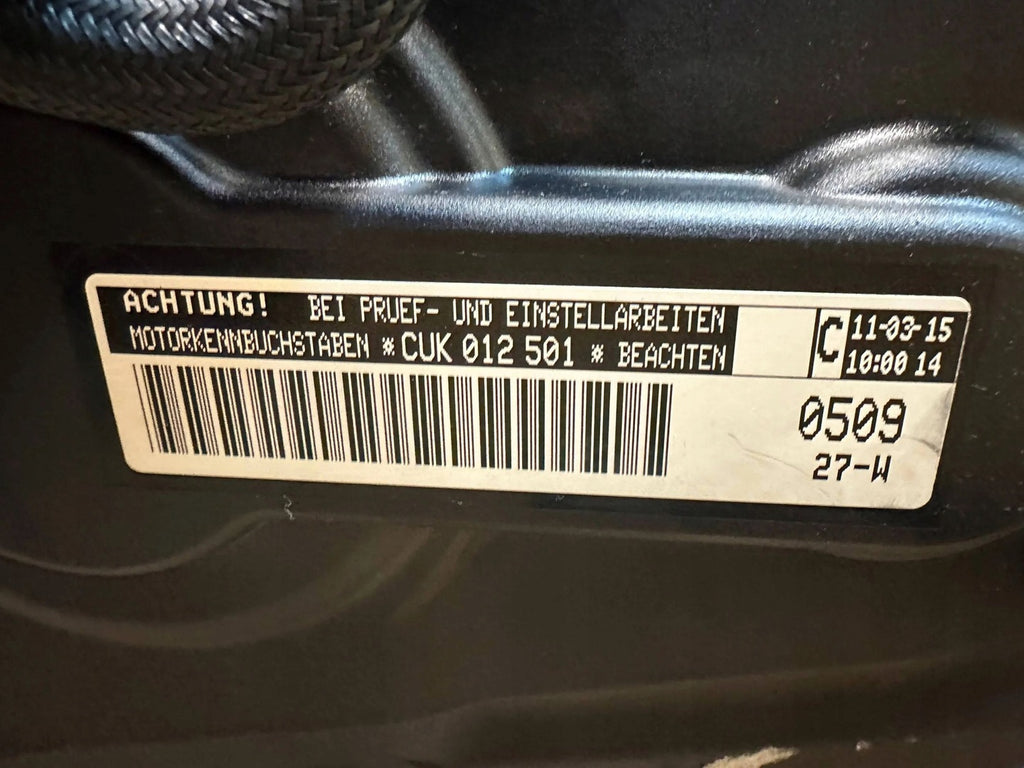 ACHTUNG! BEI PRUEF- UND EINSTELLARBEITEN
MOTORKENNBUCHSTABEN *CUK 012 501 * BEACHTEN
C
11-03-15
10:00 14
0509
27-W